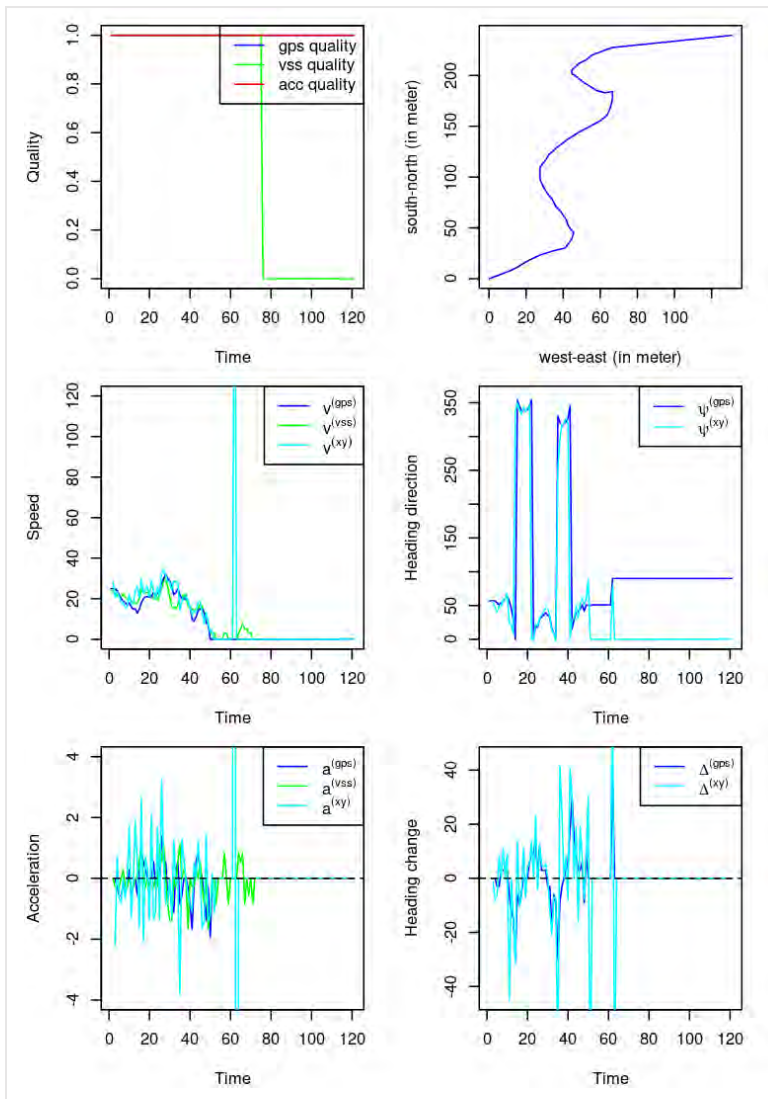 gps quality
vss quality
acc quality
Quality
0.0 0.2 0.4 0.6 0.8 1.0
0 20 40 60 80 100 120
Time
south-north (in meter)
0 50 100 150 200
0 20 40 60 80 100
west-east (in meter)
v(gps)
v(vss)
v(xy)
Speed
0 20 40 60 80 100 120
0 20 40 60 80 100 120
Time
ψ(gps)
ψ(xy)
Heading direction
0 50 150 250 350
0 20 40 60 80 100 120
Time
a(gps)
a(vss)
a(xy)
Acceleration
-4 -2 0 2 4
0 20 40 60 80 100 120
Time
Δ(gps)
Δ(xy)
Heading change
-40 -20 0 20 40
0 20 40 60 80 100 120
Time